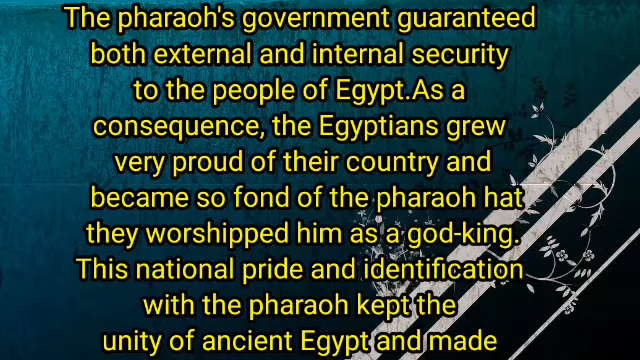 The pharaoh's government guaranteed
both external and internal security
to the people of Egypt.As a
consequence, the Egyptians grew
very proud of their country and
became so fond of the pharaoh hat
they worshipped him as a god-king.
This national pride and identification
with the pharaoh kept the
unity of ancient Egypt and made